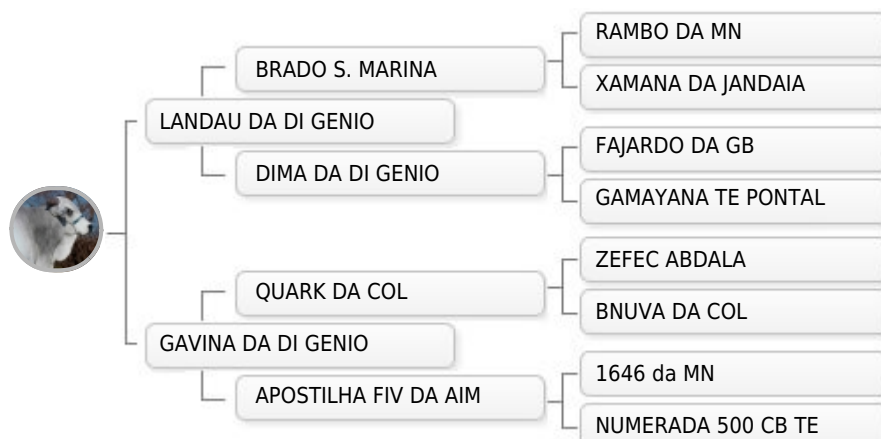 RAMBO DA MN
BRADO S. MARINA
XAMANA DA JANDAIA
LANDAU DA DI GENIO
FAJARDO DA GB
DIMA DA DI GENIO
GAMAYANA TE PONTAL
ZEFEC ABDALA
QUARK DA COL
BNUVA DA COL
GAVINA DA DI GENIO
1646 da MN
APOSTILHA FIV DA AIM
NUMERADA 500 CB TE